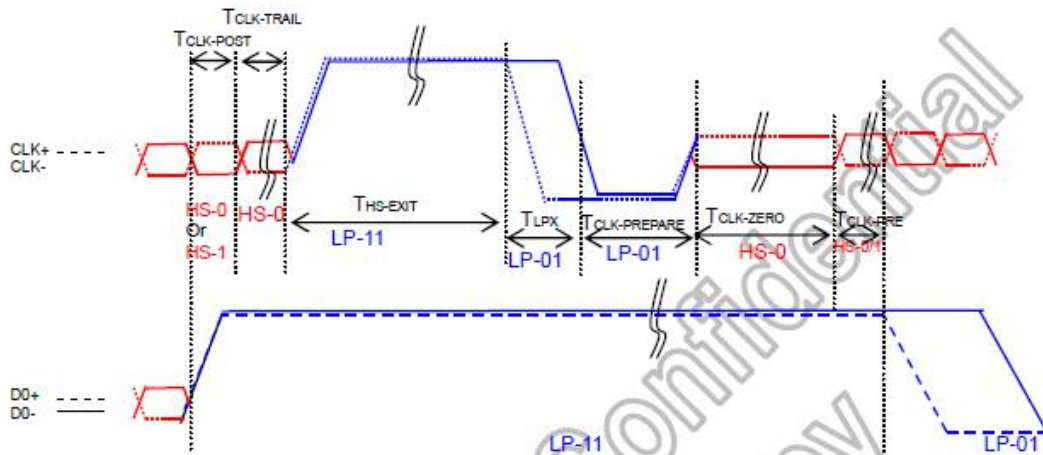 TCLK-TRAIL
TCLK-POST
CLK+
CLK-
HS-0
Or
HS-1
HS-0
THS-EXIT
LP-11
TLPX
LP-01
TCLK-PREPARE
LP-01
TCLK-ZERO
HS-0
TCLK-PRE
HS-0/1
D0+
D0-
LP-11
LP-01
Confidential